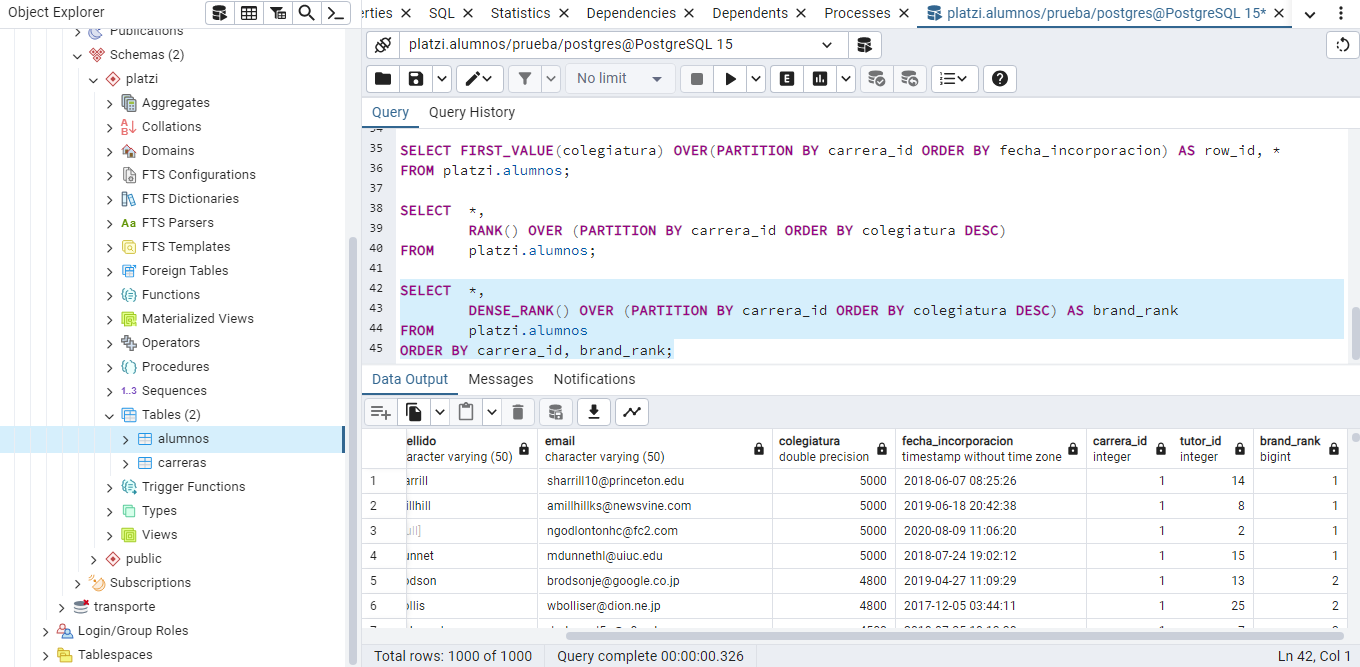 Object Explorer
Publications
Schemas (2)
platzi
Aggregates
Collations
Domains
FTS Configurations
FTS Dictionaries
Aa FTS Parsers
FTS Templates
Foreign Tables
Functions
Materialized Views
Operators
Procedures
1..3 Sequences
Tables (2)
alumnos
carreras
Trigger Functions
Types
Views
public
Subscriptions
transporte
Login/Group Roles
Tablespaces
erties SQL Statistics Dependencies Dependents Processes platzi.alumnos/prueba/postgres@PostgreSQL 15*
platzi.alumnos/prueba/postgres@PostgreSQL 15
No limit E
Query Query History
34
35 SELECT FIRST_VALUE(colegiatura) OVER(PARTITION BY carrera_id ORDER BY fecha_incorporacion) AS row_id, *
36 FROM platzi.alumnos;
37
38 SELECT *,
39 RANK() OVER (PARTITION BY carrera_id ORDER BY colegiatura DESC)
40 FROM platzi.alumnos;
41
42 SELECT *,
43 DENSE_RANK() OVER (PARTITION BY carrera_id ORDER BY colegiatura DESC) AS brand_rank
44 FROM platzi.alumnos
45 ORDER BY carrera_id, brand_rank;
Data Output Messages Notifications
ellido email colegiatura fecha_incorporacion carrera_id tutor_id brand_rank
aracter varying (50) character varying (50) double precision timestamp without time zone integer integer bigint
1 arrill sharrill10@princeton.edu 5000 2018-06-07 08:25:26 1 14 1
2 illhill amillhillks@newsvine.com 5000 2019-06-18 20:42:38 1 8 1
3 ull] ngodlontonhc@fc2.com 5000 2020-08-09 11:06:20 1 2 1
4 unnet mdunnethl@uiuc.edu 5000 2018-07-24 19:02:12 1 15 1
5 odson brodsonje@google.co.jp 4800 2019-04-27 11:09:29 1 13 2
6 ollis wbolliser@dion.ne.jp 4800 2017-12-05 03:44:11 1 25 2
Total rows: 1000 of 1000 Query complete 00:00:00.326 Ln 42, Col 1